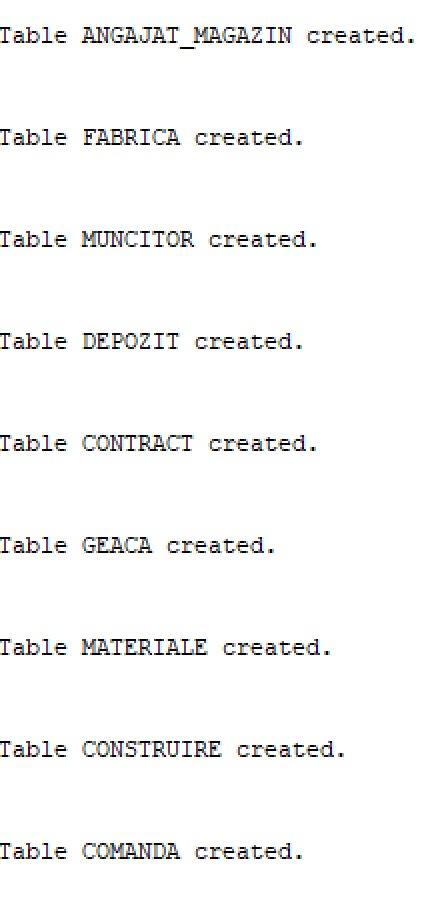 Table ANGAJAT_MAGAZIN created.
Table FABRICA created.
Table MUNCITOR created.
Table DEPOZIT created.
Table CONTRACT created.
Table GEACA created.
Table MATERIALE created.
Table CONSTRUIRE created.
Table COMANDA created.